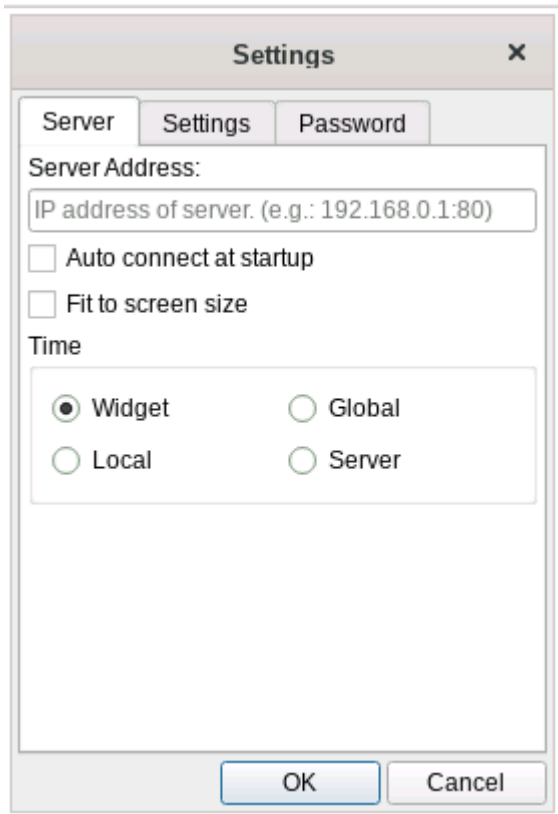 Settings ×
Server Settings Password
Server Address:
IP address of server. (e.g.: 192.168.0.1:80)
Auto connect at startup
Fit to screen size
Time
Widget Global
Local Server
OK Cancel